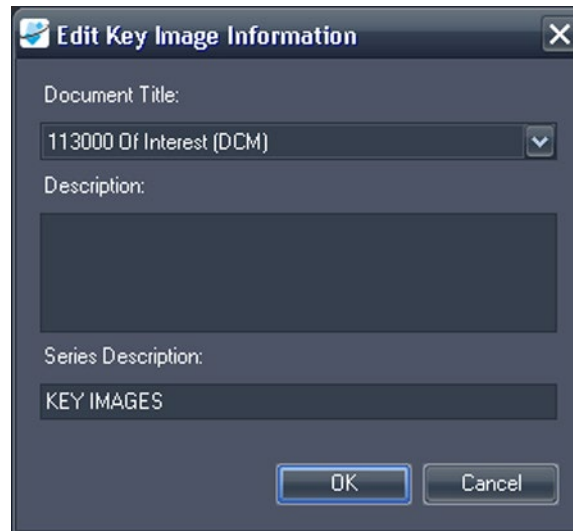 Edit Key Image Information
Document Title:
113000 Of Interest (DCM)
Description:
Series Description:
KEY IMAGES
OK Cancel